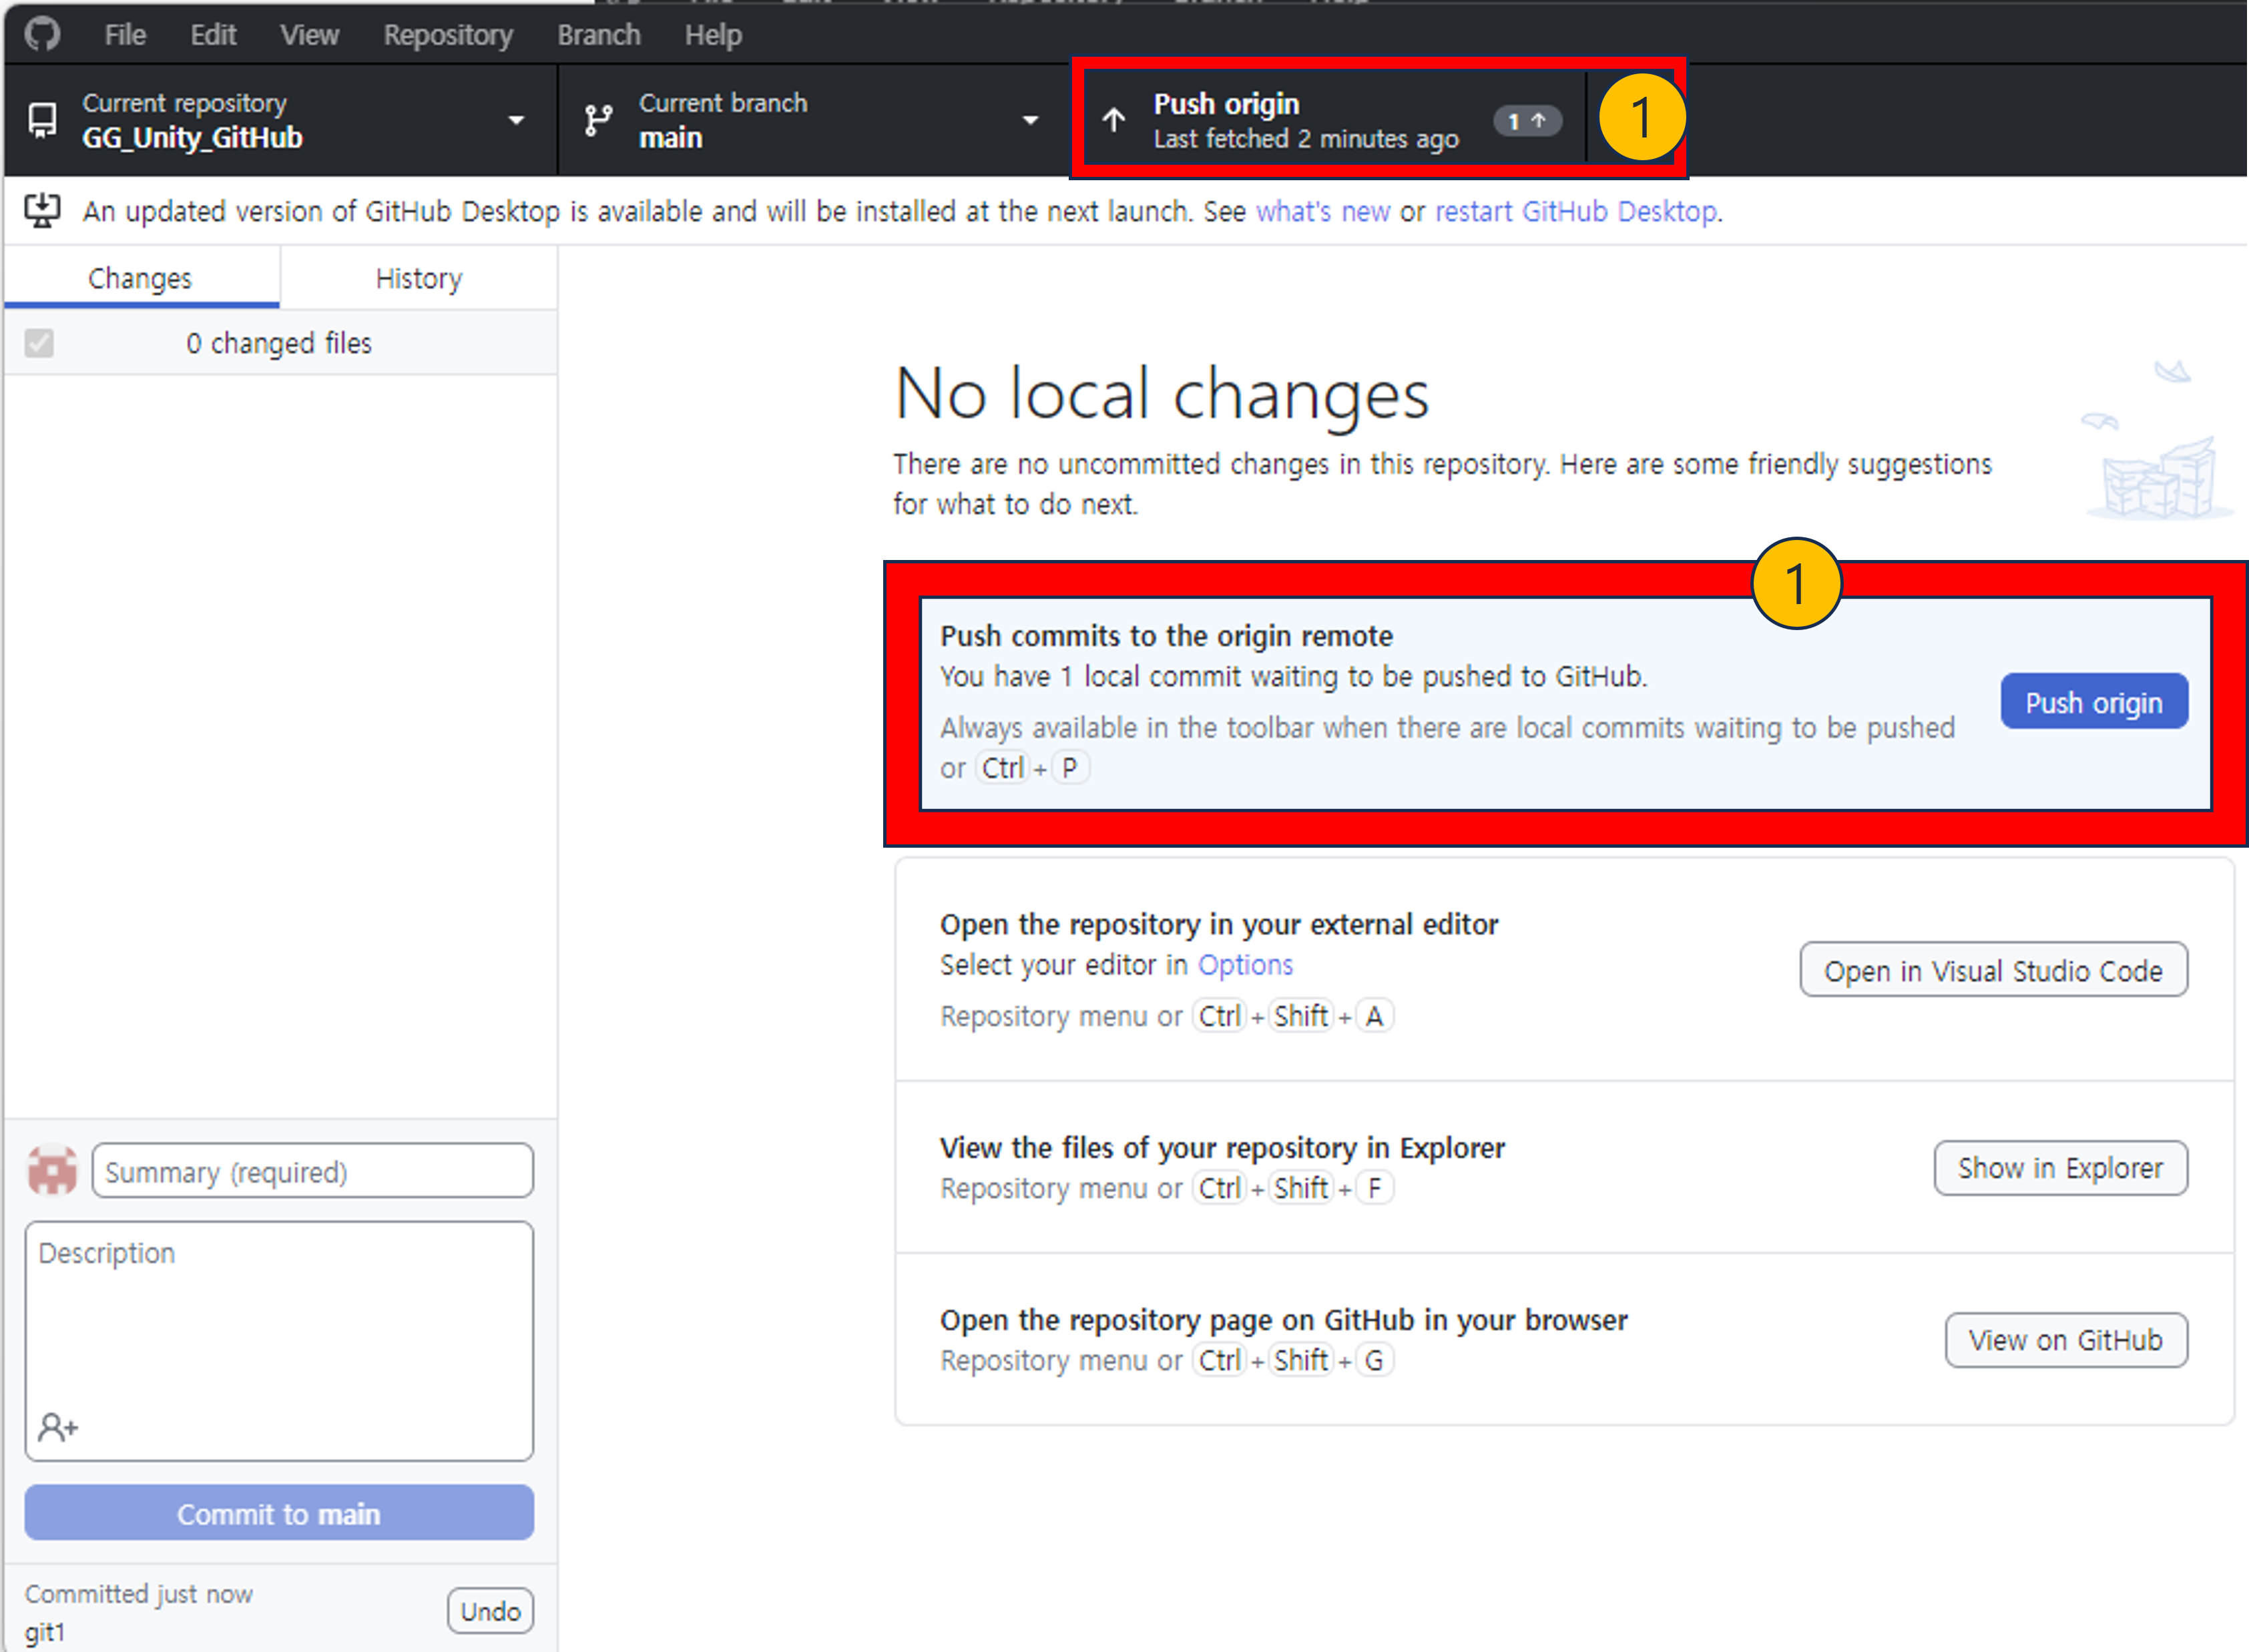 File Edit View Repository Branch Help
Current repository
GG_Unity_GitHub
Current branch
main
Push origin
Last fetched 2 minutes ago
1
1
An updated version of GitHub Desktop is available and will be installed at the next launch. See what's new or restart GitHub Desktop.
Changes
History
0 changed files
No local changes
There are no uncommitted changes in this repository. Here are some friendly suggestions
for what to do next.
1
Push commits to the origin remote
You have 1 local commit waiting to be pushed to GitHub.
Always available in the toolbar when there are local commits waiting to be pushed
or Ctrl + P
Push origin
Open the repository in your external editor
Select your editor in Options
Repository menu or Ctrl + Shift + A
Open in Visual Studio Code
View the files of your repository in Explorer
Repository menu or Ctrl + Shift + F
Show in Explorer
Open the repository page on GitHub in your browser
Repository menu or Ctrl + Shift + G
View on GitHub
Summary (required)
Description
Commit to main
Committed just now
git1
Undo